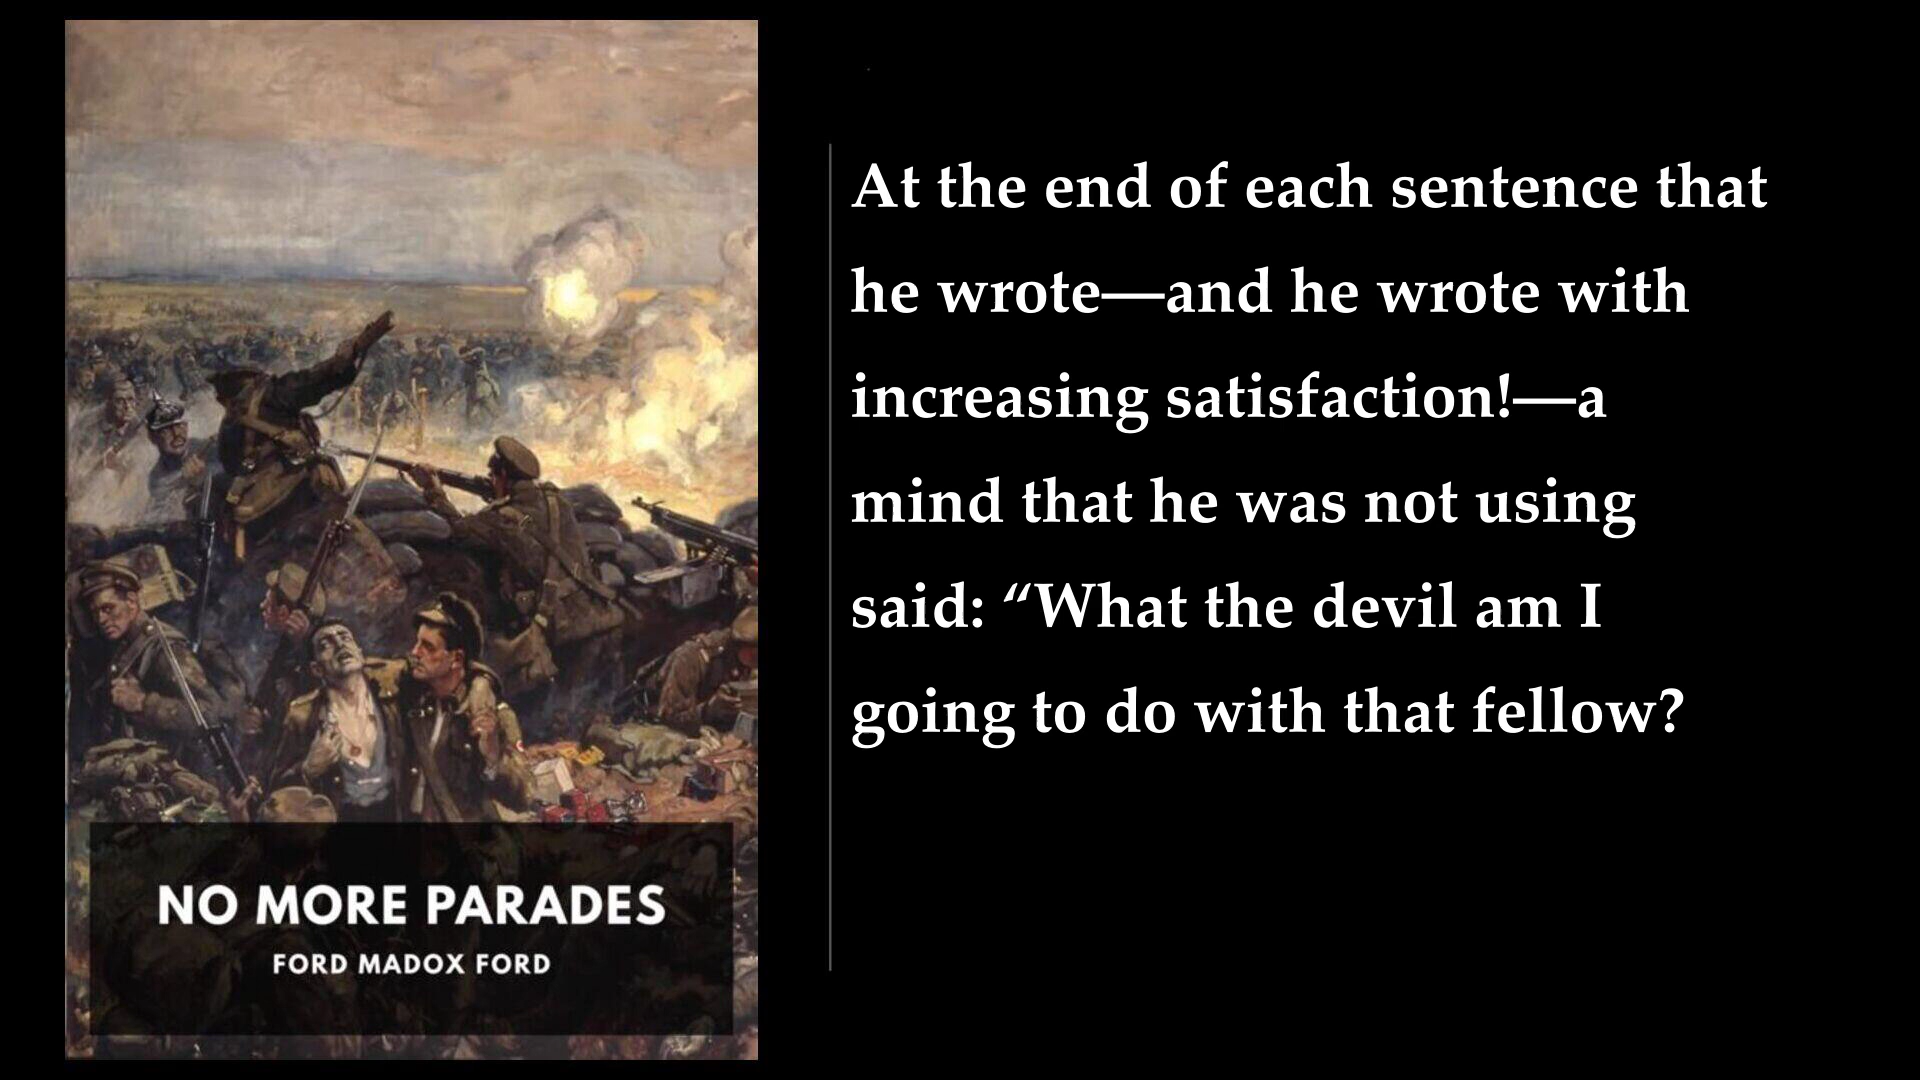 NO MORE PARADES
FORD MADOX FORD
At the end of each sentence that
he wrote—and he wrote with
increasing satisfaction!—a
mind that he was not using
said: “What the devil am I
going to do with that fellow?